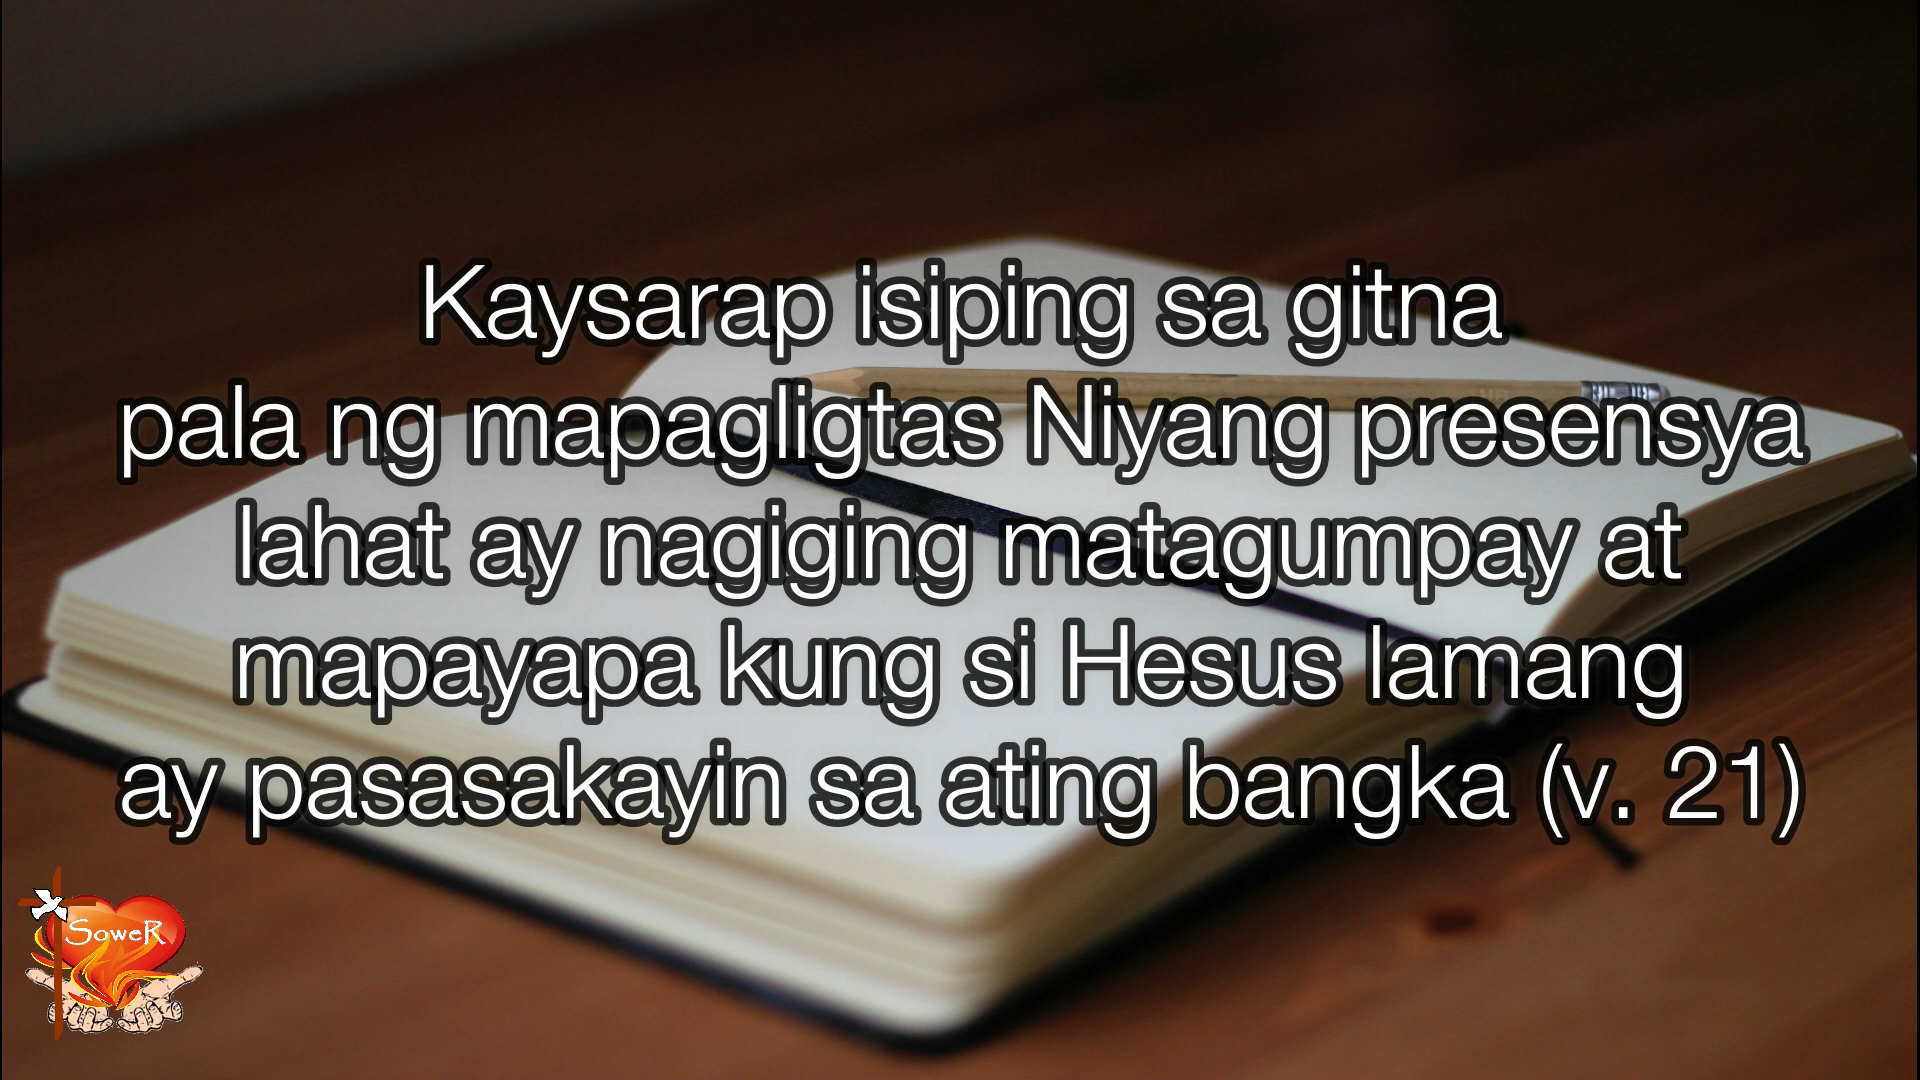 Kaysarap isiping sa gitna
pala ng mapagligtas Niyang presensya
lahat ay nagiging matagumpay at
mapayapa kung si Hesus lamang
ay pasasakayin sa ating bangka (v. 21)
SoweR